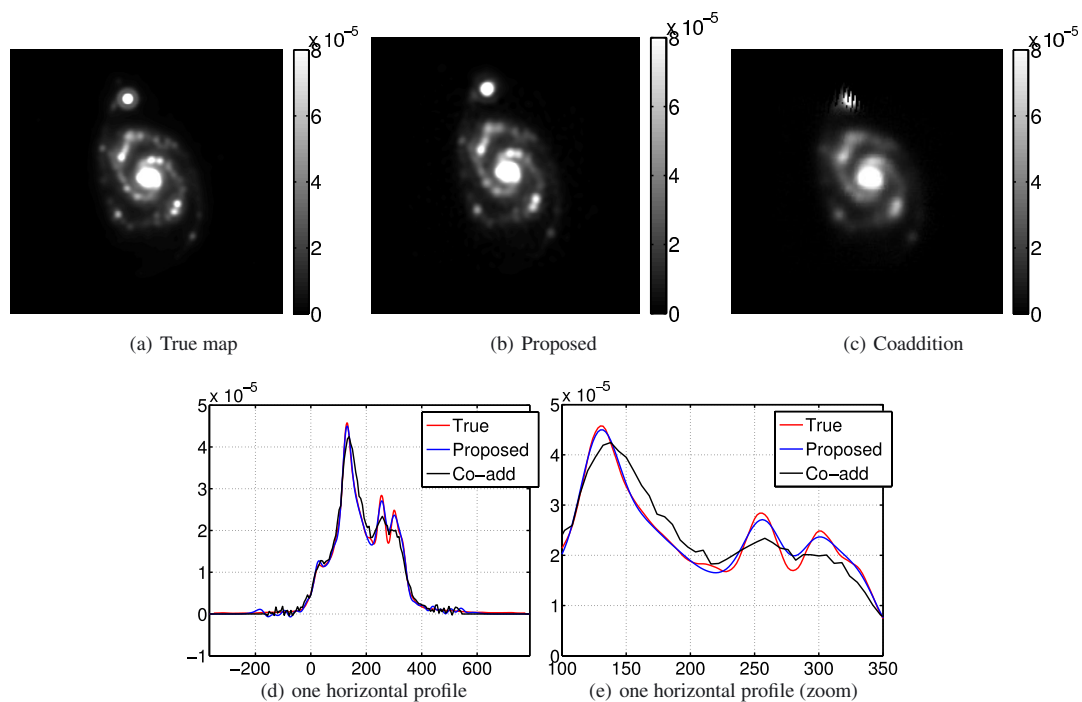 x 10⁻⁵
8
6
4
2
0
(a) True map
x 10⁻⁵
8
6
4
2
0
(b) Proposed
x 10⁻⁵
8
6
4
2
0
(c) Coaddition
x 10⁻⁵
5
4
3
2
1
0
−1
−200 0 200 400 600
True
Proposed
Co−add
(d) one horizontal profile
x 10⁻⁵
5
4
3
2
1
0
100 150 200 250 300 350
True
Proposed
Co−add
(e) one horizontal profile (zoom)